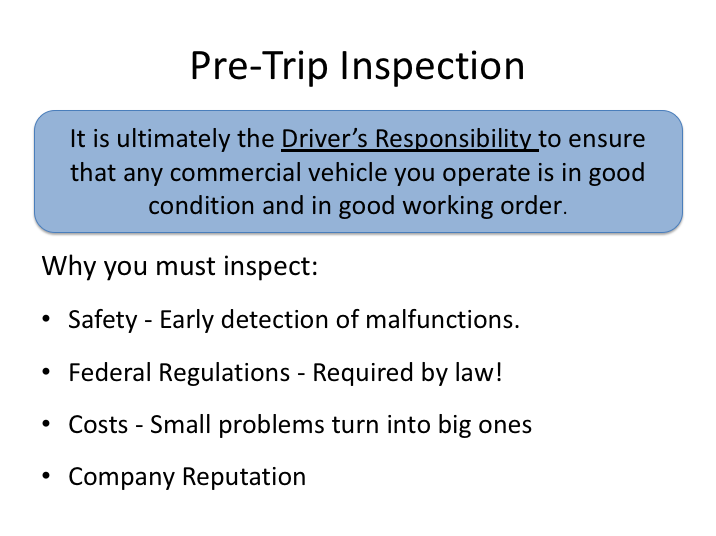 Pre-Trip Inspection
It is ultimately the Driver’s Responsibility to ensure
that any commercial vehicle you operate is in good
condition and in good working order.
Why you must inspect:
• Safety - Early detection of malfunctions.
• Federal Regulations - Required by law!
• Costs - Small problems turn into big ones
• Company Reputation